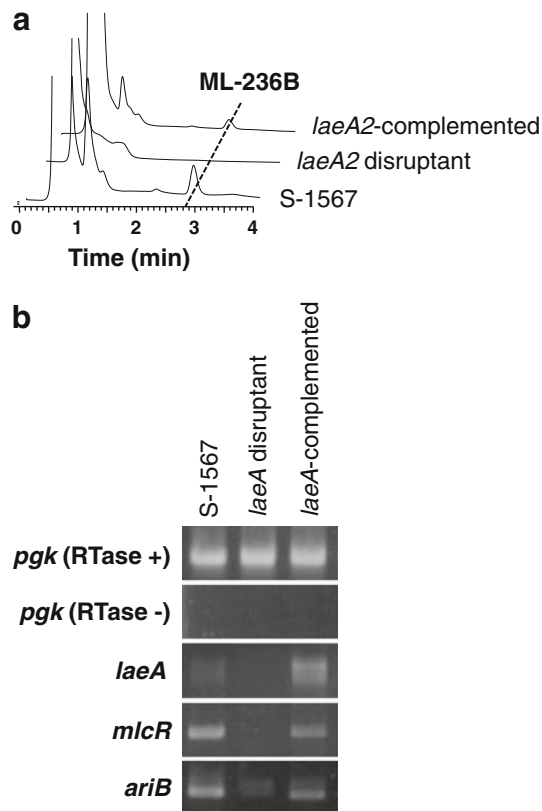 a
ML-236B
laeA2-complemented
laeA2 disruptant
S-1567
0 1 2 3 4
Time (min)
b
S-1567
laeA disruptant
laeA-complemented
pgk (RTase +)
pgk (RTase -)
laeA
mlcR
ariB